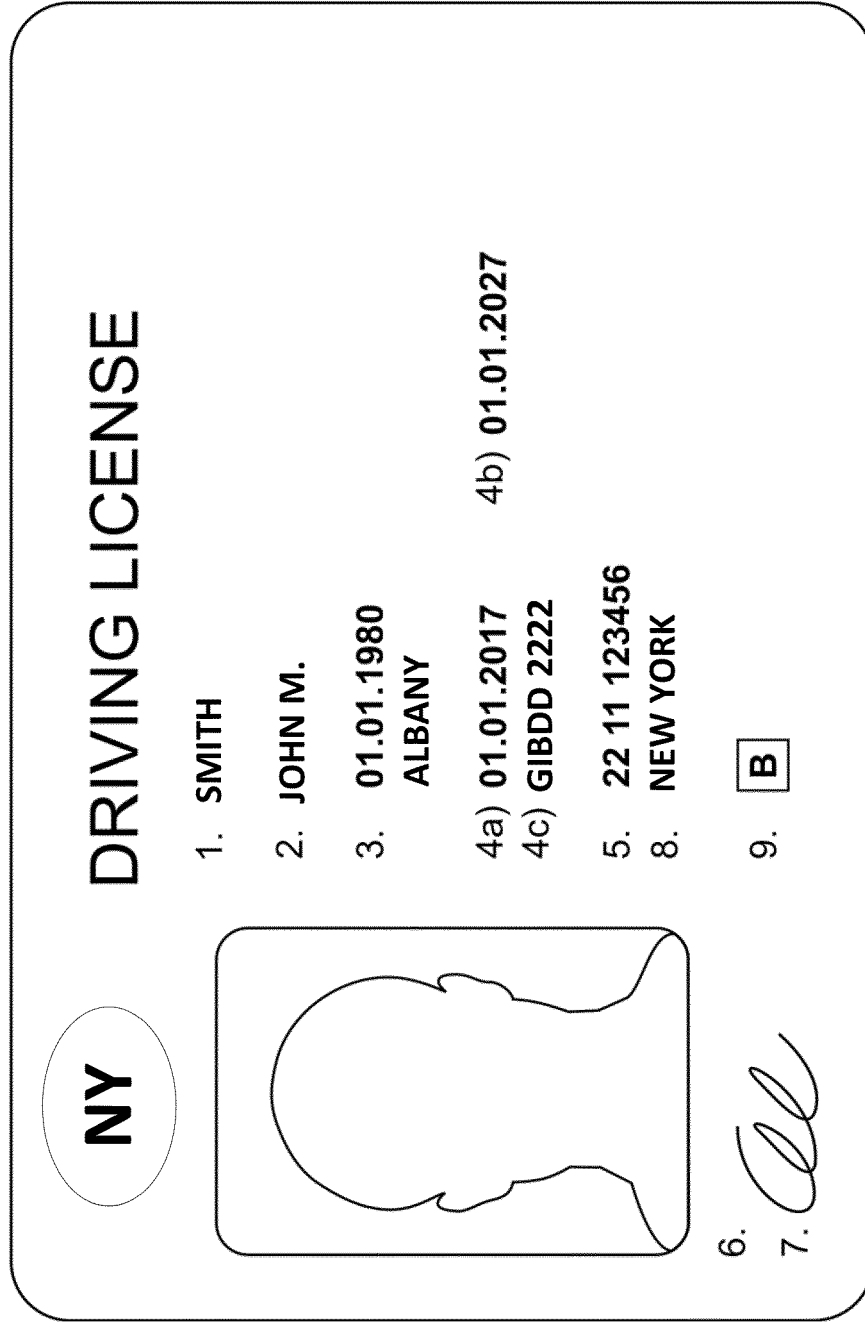 NY
DRIVING LICENSE
1. SMITH
2. JOHN M.
3. 01.01.1980
ALBANY
4a) 01.01.2017 4b) 01.01.2027
4c) GIBDD 2222
5. 22 11 123456
8. NEW YORK
6.
7.
9. B